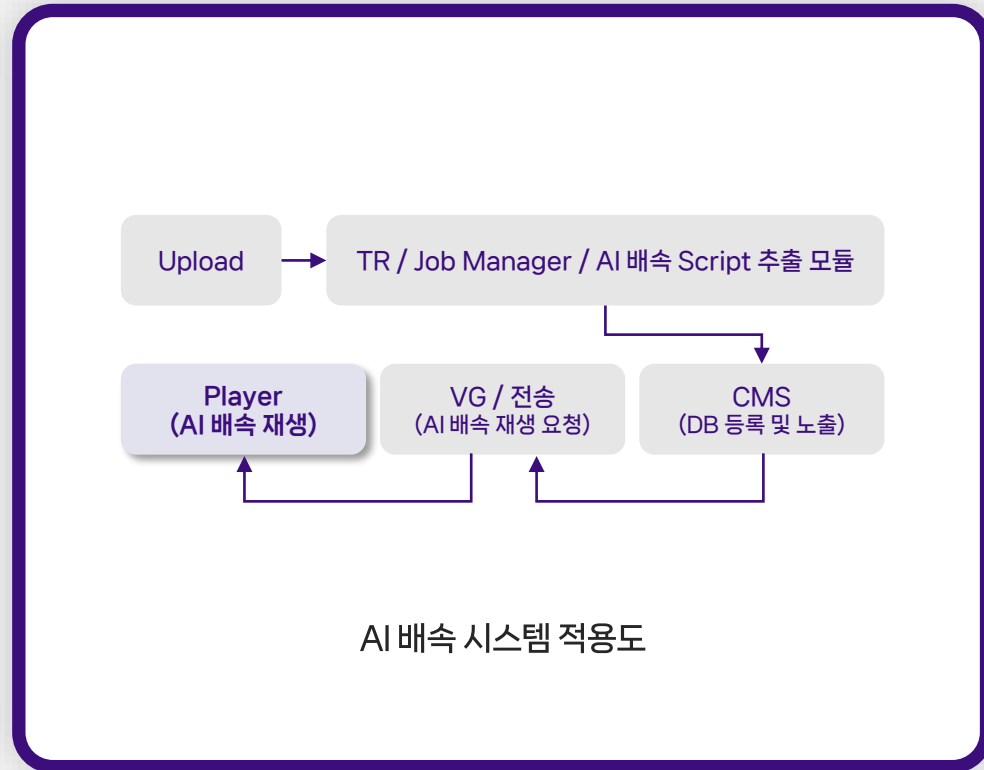 Upload
TR / Job Manager / AI 배속 Script 추출 모듈
Player
(AI 배속 재생)
VG / 전송
(AI 배속 재생 요청)
CMS
(DB 등록 및 노출)
AI 배속 시스템 적용도